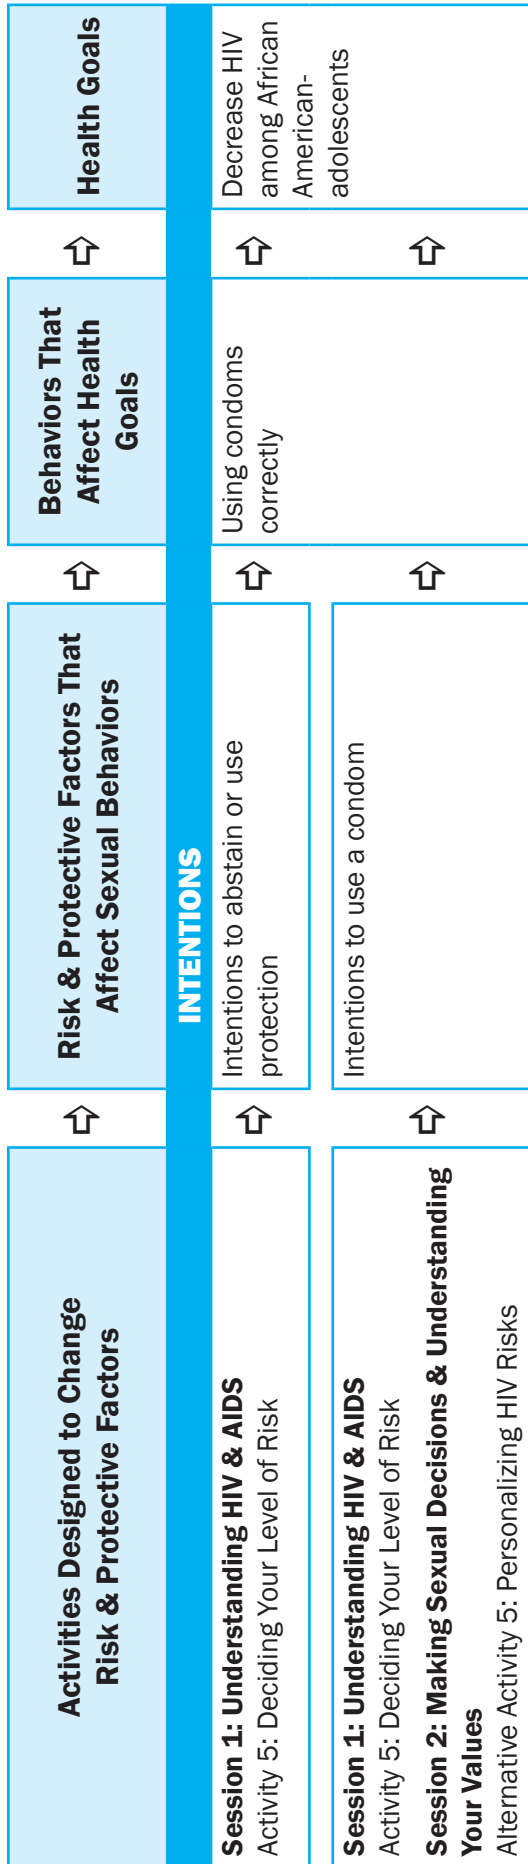 Activities Designed to Change
Risk & Protective Factors
Risk & Protective Factors That
Affect Sexual Behaviors
Behaviors That
Affect Health
Goals
Health Goals
INTENTIONS
Session 1: Understanding HIV & AIDS
Activity 5: Deciding Your Level of Risk
Intentions to abstain or use
protection
Using condoms
correctly
Decrease HIV
among African
American-
adolescents
Session 1: Understanding HIV & AIDS
Activity 5: Deciding Your Level of Risk
Session 2: Making Sexual Decisions & Understanding
Your Values
Alternative Activity 5: Personalizing HIV Risks
Intentions to use a condom